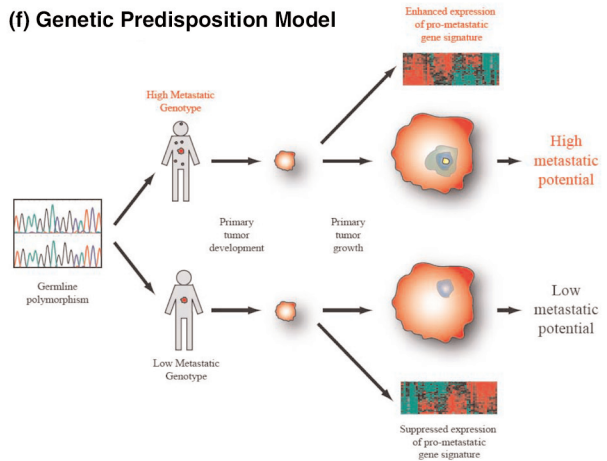 (f) Genetic Predisposition Model
Enhanced expression
of pro-metastatic
gene signature
High Metastatic
Genotype
High
metastatic
potential
Primary
tumor
development
Primary
tumor
growth
Germline
polymorphism
Low
metastatic
potential
Low Metastatic
Genotype
Suppressed expression
of pro-metastatic
gene signature